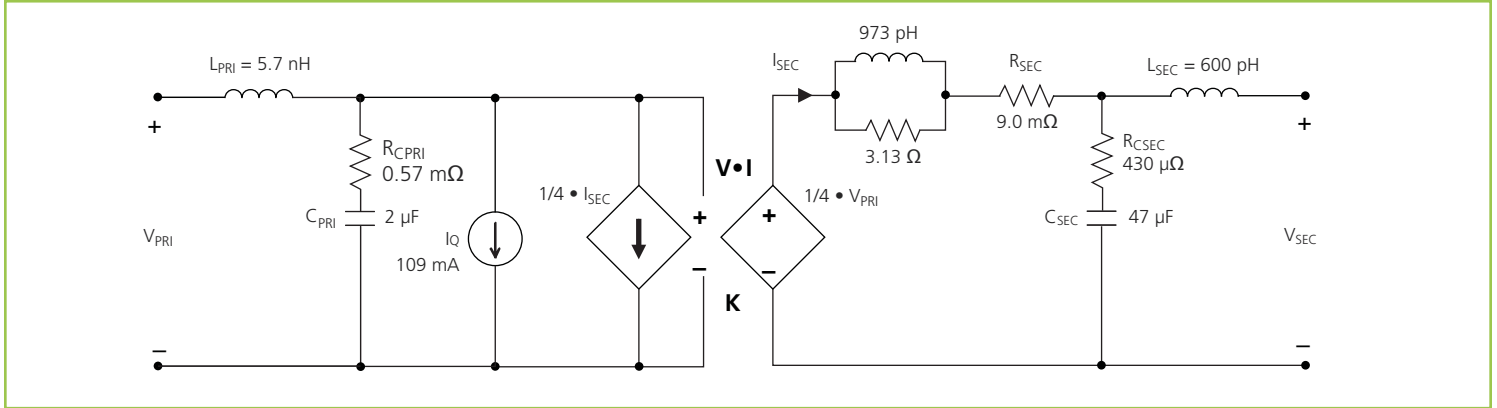 L_PRI = 5.7 nH
+
−
V_PRI
R_CPRI
0.57 mΩ
C_PRI
2 µF
I_Q
109 mA
1/4 • I_SEC
V•I
+
−
K
1/4 • V_PRI
+
−
I_SEC
973 pH
3.13 Ω
R_SEC
9.0 mΩ
R_CSEC
430 µΩ
C_SEC
47 µF
L_SEC = 600 pH
+
−
V_SEC